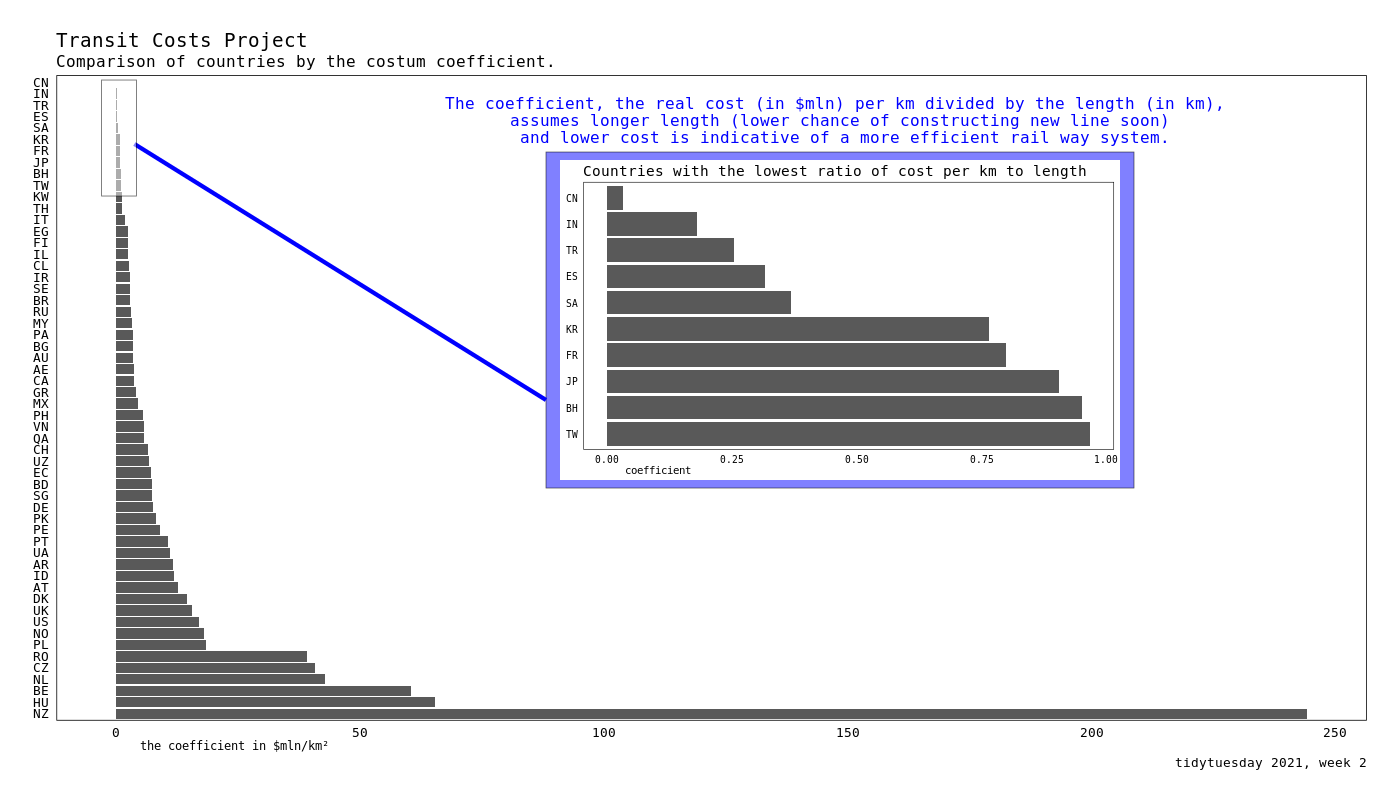 Transit Costs Project
Comparison of countries by the costum coefficient.
The coefficient, the real cost (in $mln) per km divided by the length (in km),
assumes longer length (lower chance of constructing new line soon)
and lower cost is indicative of a more efficient rail way system.
Countries with the lowest ratio of cost per km to length
CN
IN
TR
ES
SA
KR
FR
JP
BH
TW
0.00 0.25 0.50 0.75 1.00
coefficient
CN
IN
TR
ES
SA
KR
FR
JP
BH
TW
KW
TH
IT
EG
FI
IL
CL
IR
SE
BR
RU
MY
PA
BG
AU
AE
CA
GR
MX
PH
VN
QA
CH
UZ
EC
BD
SG
DE
PK
PE
PT
UA
AR
ID
AT
DK
UK
US
NO
PL
RO
CZ
NL
BE
HU
NZ
0 50 100 150 200 250
the coefficient in $mln/km²
tidytuesday 2021, week 2